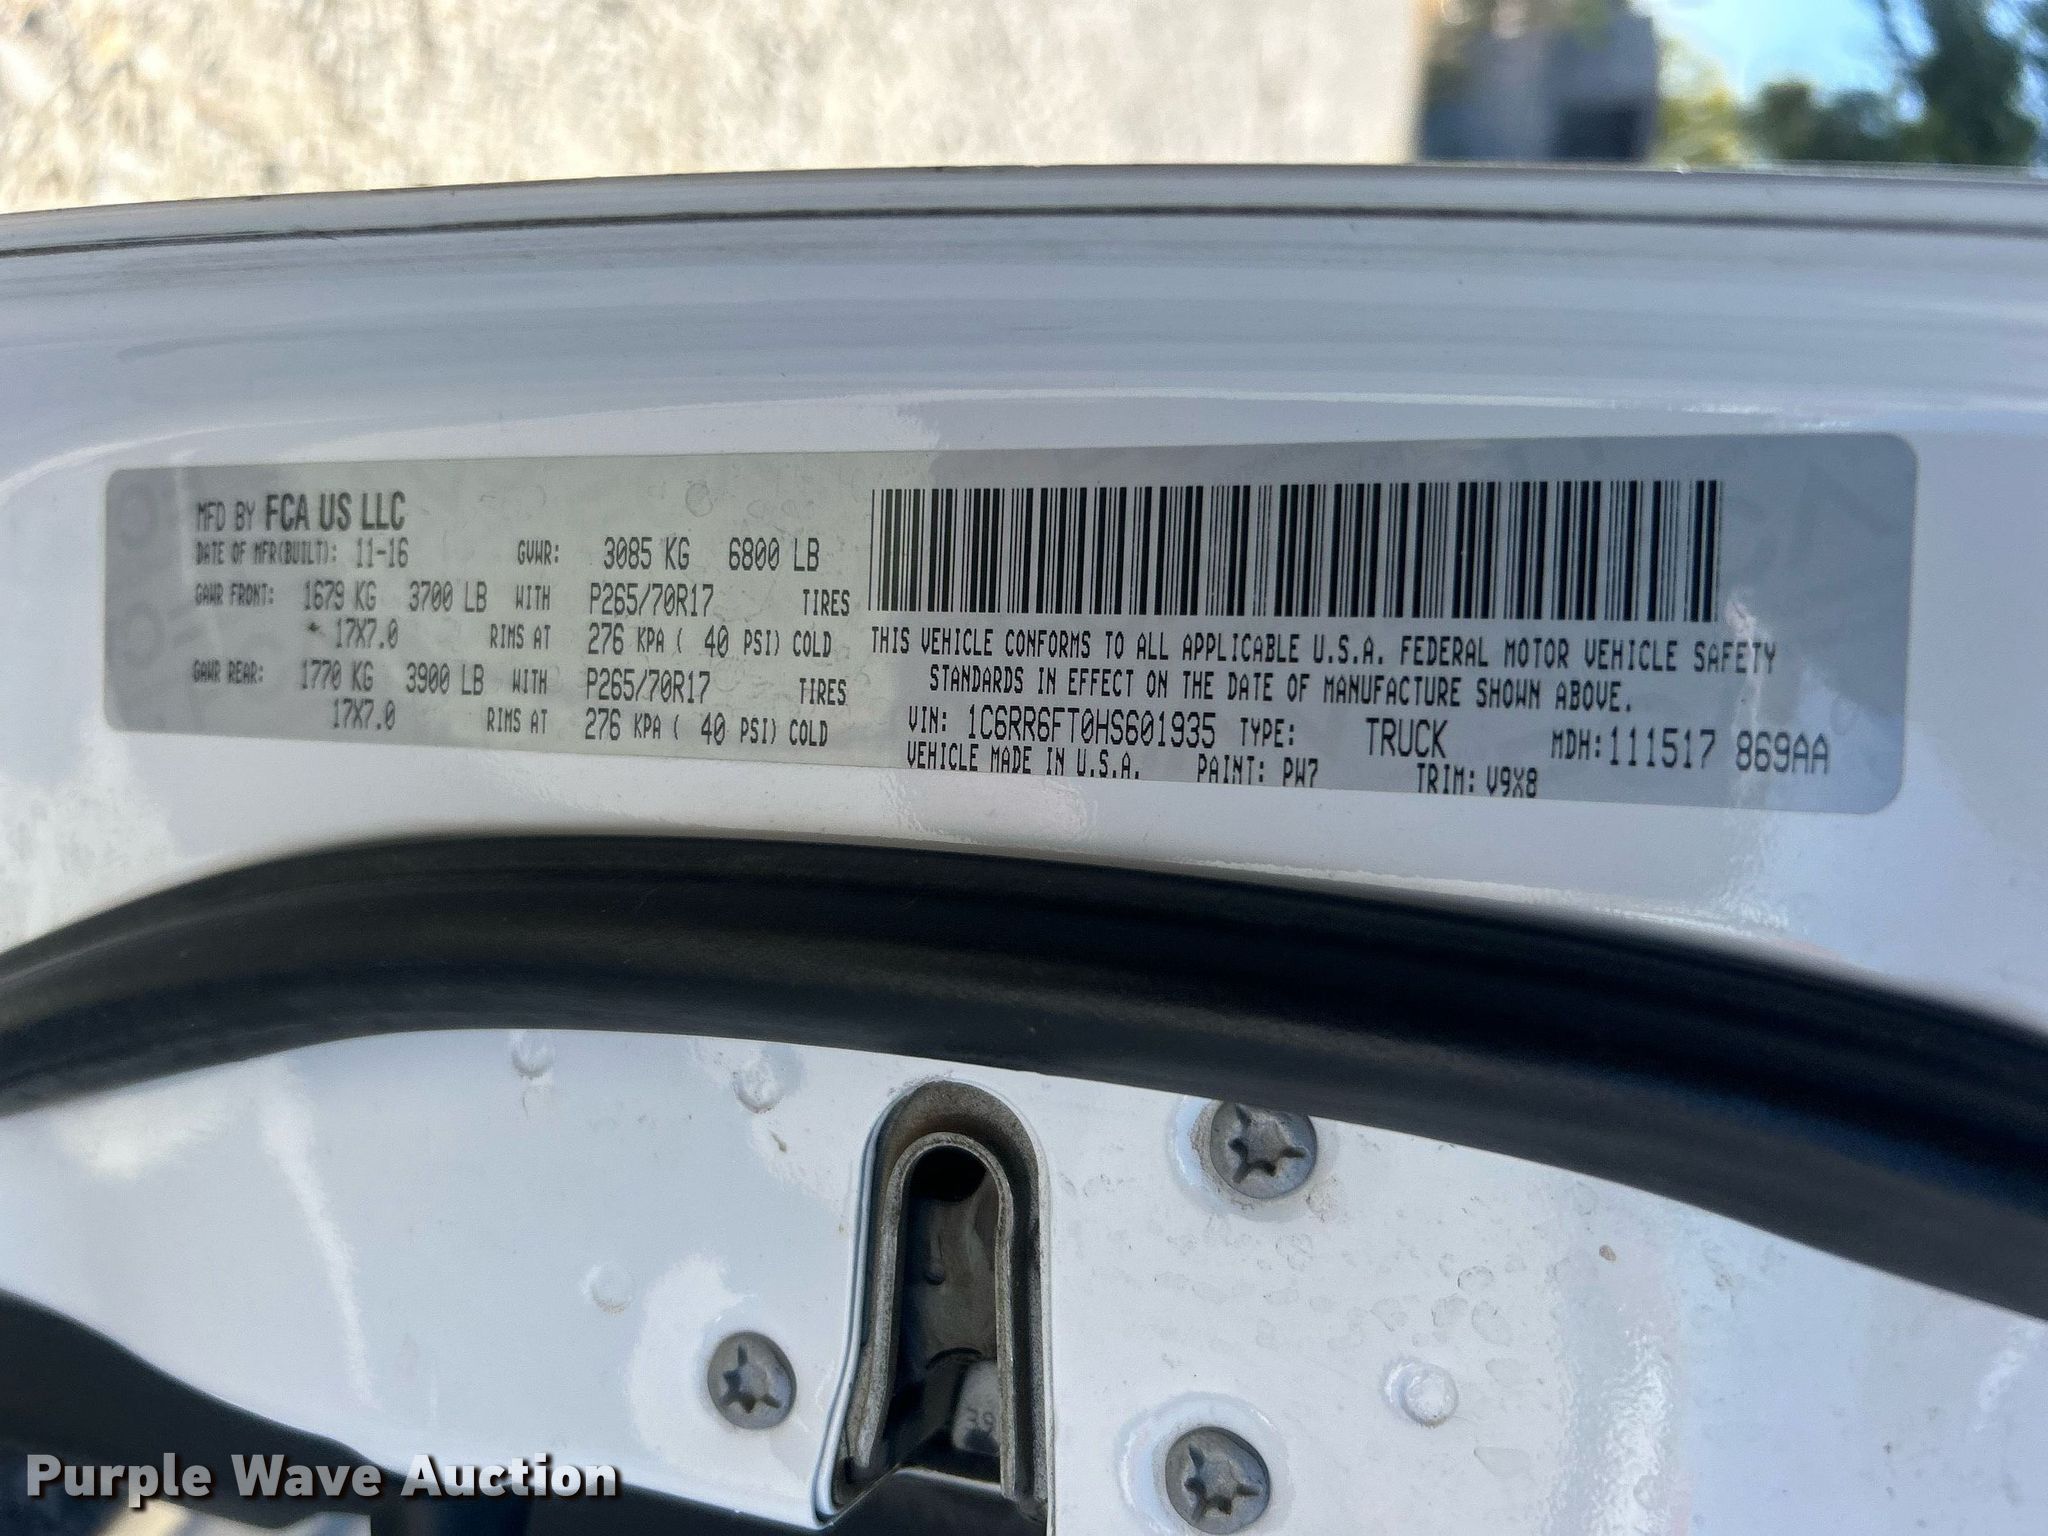 MFD BY FCA US LLC
DATE OF MFR(BUILT): 11-16 GVWR: 3085 KG 6800 LB
GAWR FRONT: 1679 KG 3700 LB WITH P265/70R17 TIRES
17X7.0 RIMS AT 276 KPA ( 40 PSI) COLD
GAWR REAR: 1770 KG 3900 LB WITH P265/70R17 TIRES
17X7.0 RIMS AT 276 KPA ( 40 PSI) COLD
THIS VEHICLE CONFORMS TO ALL APPLICABLE U.S.A. FEDERAL MOTOR VEHICLE SAFETY
STANDARDS IN EFFECT ON THE DATE OF MANUFACTURE SHOWN ABOVE.
VIN: 1C6RR6FT0HS601935 TYPE: TRUCK MDH: 111517 869AA
VEHICLE MADE IN U.S.A. PAINT: PW7 TRIM: V9X8
Purple Wave Auction